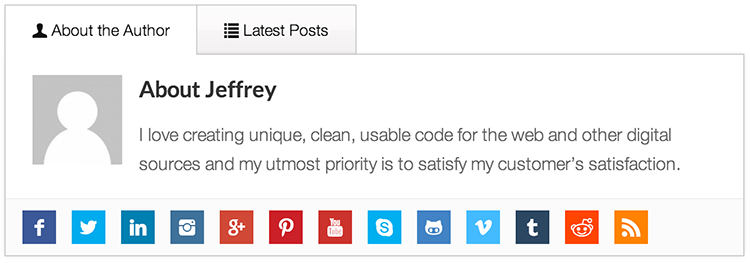 About the Author
Latest Posts
About Jeffrey
I love creating unique, clean, usable code for the web and other digital
sources and my utmost priority is to satisfy my customer's satisfaction.
f in g+ You Tube S v t